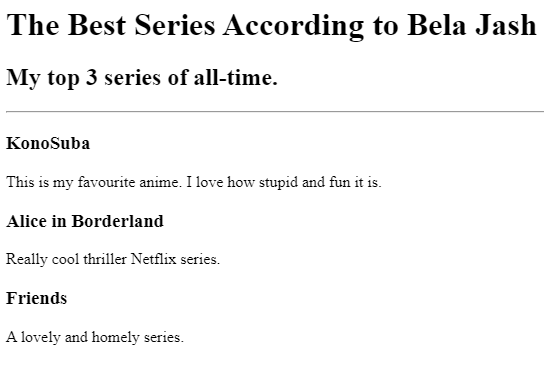 The Best Series According to Bela Jash
My top 3 series of all-time.
KonoSuba
This is my favourite anime. I love how stupid and fun it is.
Alice in Borderland
Really cool thriller Netflix series.
Friends
A lovely and homely series.